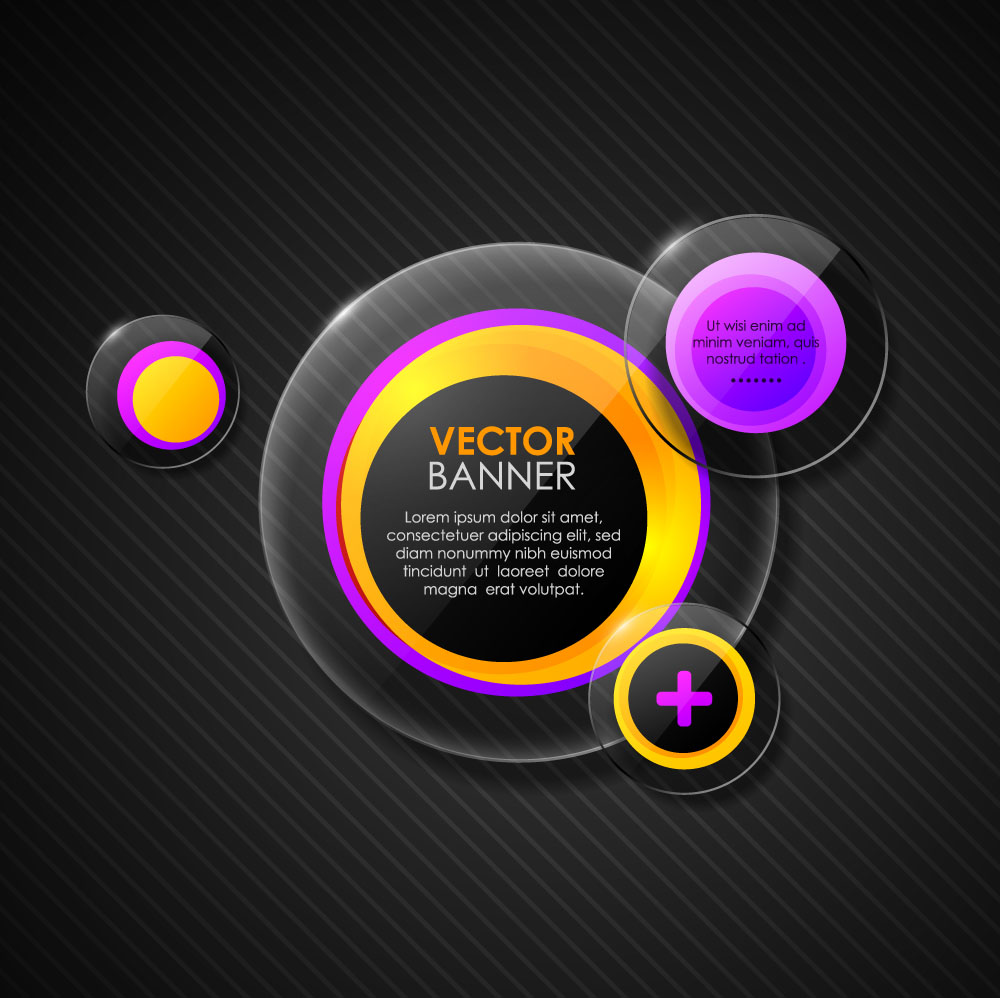 VECTOR
BANNER
Lorem ipsum dolor sit amet,
consectetuer adipiscing elit, sed
diam nonummy nibh euismod
tincidunt ut laoreet dolore
magna erat volutpat.
Ut wisi enim ad
minim veniam, quis
nostrud tation .